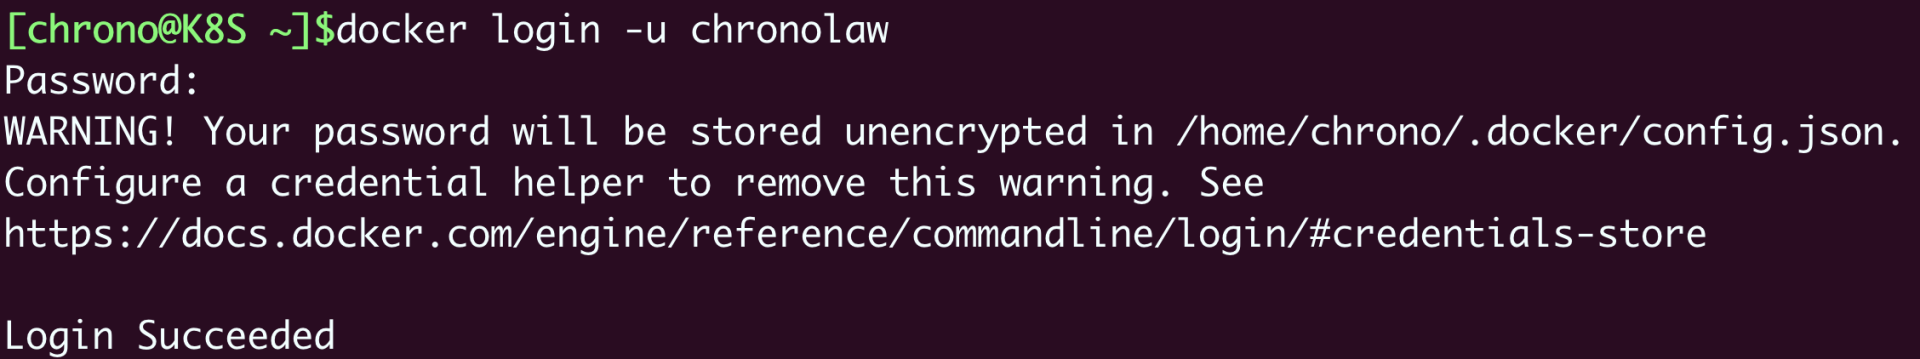 [chrono@K8S ~]$docker login -u chronolaw
Password:
WARNING! Your password will be stored unencrypted in /home/chrono/.docker/config.json.
Configure a credential helper to remove this warning. See
https://docs.docker.com/engine/reference/commandline/login/#credentials-store
Login Succeeded